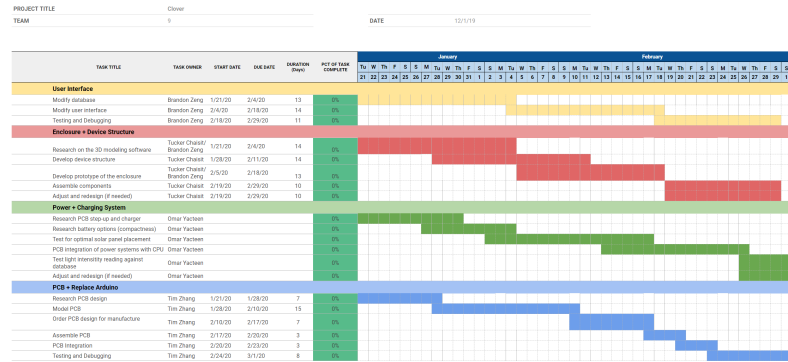 PROJECT TITLE Clover
TEAM 9 DATE 12/1/19
January February
TASK TITLE TASK OWNER START DATE DUE DATE DURATION (Days) PCT OF TASK COMPLETE
Tu W Th F S S M Tu W Th F S S M Tu W Th F S S M Tu W Th F S S M Tu W Th F S S M Tu W Th F S S
21 22 23 24 25 26 27 28 29 30 31 1 2 3 4 5 6 7 8 9 10 11 12 13 14 15 16 17 18 19 20 21 22 23 24 25 26 27 28 29 1
User Interface
Modify database Brandon Zeng 1/21/20 2/4/20 13 0%
Modify user interface Brandon Zeng 2/4/20 2/18/20 14 0%
Testing and Debugging Brandon Zeng 2/18/20 2/29/20 11 0%
Enclosure + Device Structure
Research on the 3D modeling software Tucker Chaisit/ Brandon Zeng 1/21/20 2/4/20 14 0%
Develop device structure Tucker Chaisit 1/28/20 2/11/20 14 0%
Develop prototype of the enclosure Tucker Chaisit/ Brandon Zeng 2/5/20 2/18/20 13 0%
Assemble components Tucker Chaisit 2/19/20 2/29/20 10 0%
Adjust and redesign (if needed) Tucker Chaisit 2/19/20 2/29/20 10 0%
Power + Charging System
Research PCB step-up and charger Omar Yacteen 0%
Research battery options (compactness) Omar Yacteen 0%
Test for optimal solar panel placement Omar Yacteen 0%
PCB integration of power systems with CPU Omar Yacteen 0%
Test light intensitity reading against
database Omar Yacteen 0%
Adjust and redesign (if needed) Omar Yacteen 0%
PCB + Replace Arduino
Research PCB design Tim Zhang 1/21/20 1/28/20 7 0%
Model PCB Tim Zhang 1/28/20 2/10/20 15 0%
Order PCB design for manufacture Tim Zhang 2/10/20 2/17/20 7 0%
Assemble PCB Tim Zhang 2/17/20 2/20/20 3 0%
PCB Integration Tim Zhang 2/20/20 2/23/20 3 0%
Testing and Debugging Tim Zhang 2/24/20 3/1/20 8 0%